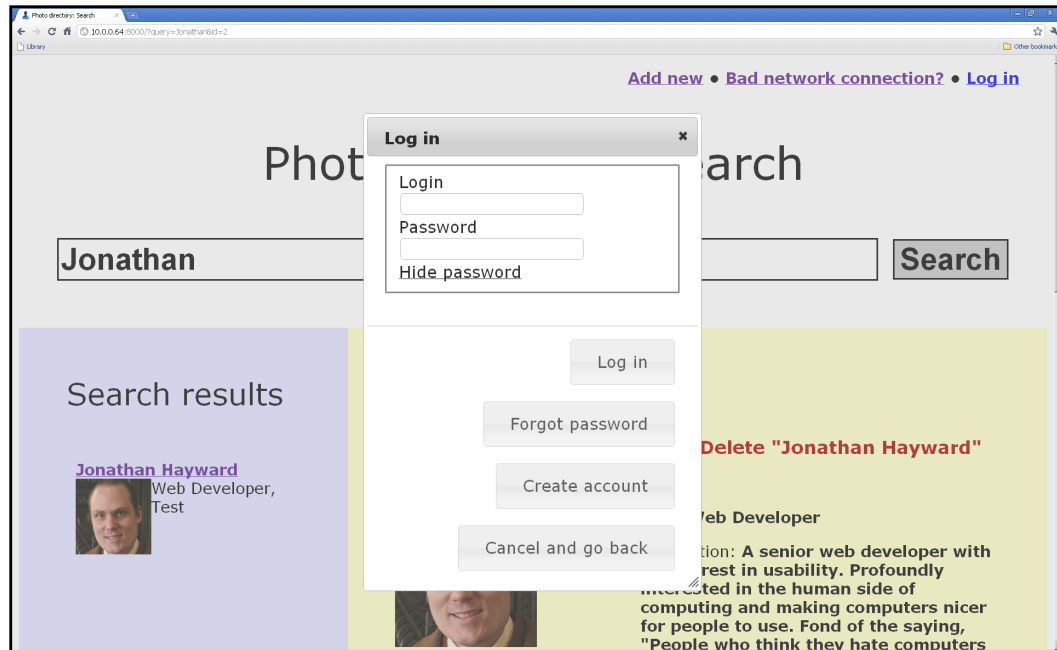 Photo directory: Search
10.0.0.64:8000/?query=Jonathan&id=2
Library
Other bookmarks
Add new • Bad network connection? • Log in
Phot
arch
Log in
Login
Password
Hide password
Jonathan
Search
Log in
Forgot password
Create account
Cancel and go back
Search results
Jonathan Hayward
Web Developer,
Test
Delete "Jonathan Hayward"
eb Developer
tion: A senior web developer with
rest in usability. Profoundly
interested in the human side of
computing and making computers nicer
for people to use. Fond of the saying,
"People who think they hate computers